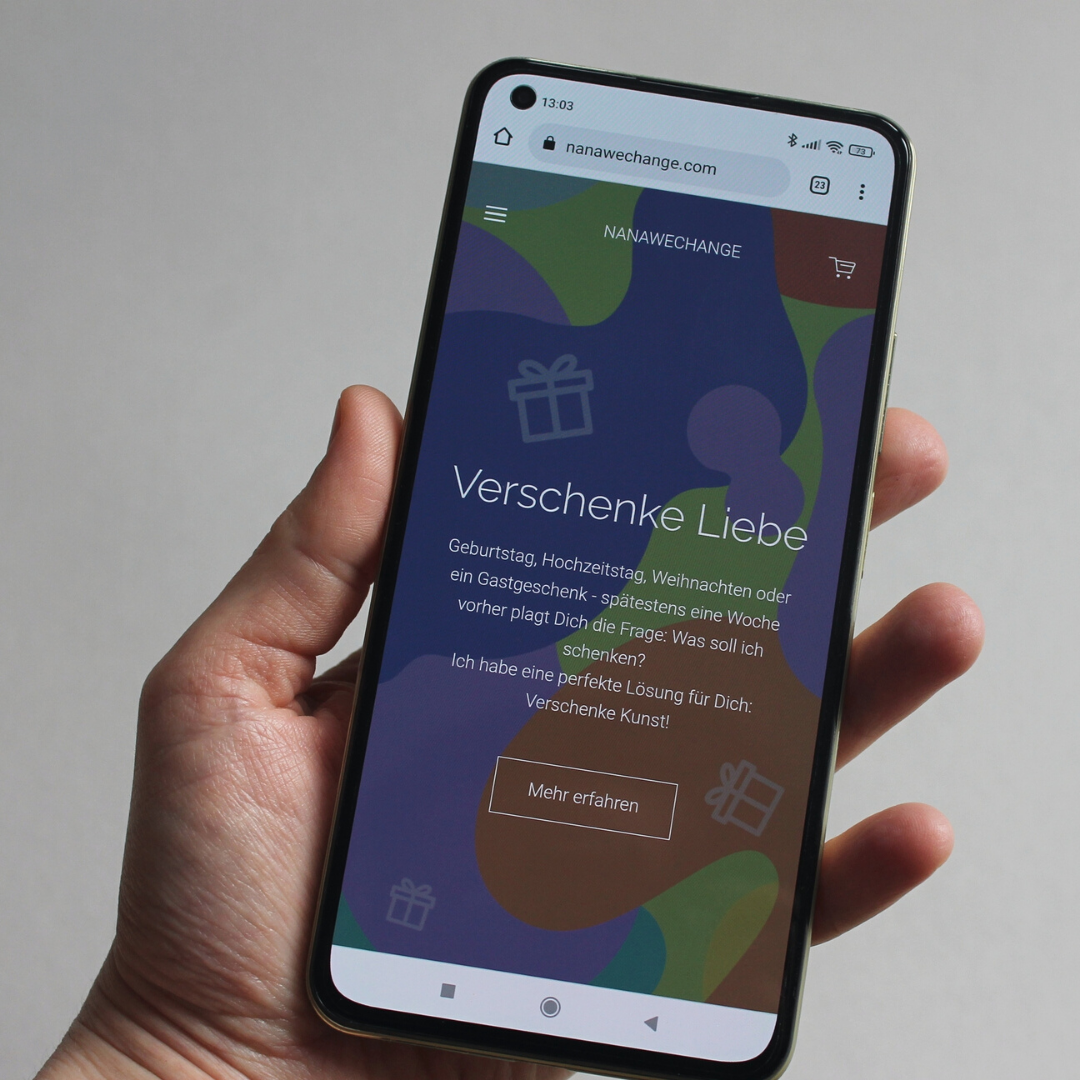 13:03
73
nanawechange.com
23
NANAWECHANGE
Verschenke Liebe
Geburtstag, Hochzeitstag, Weihnachten oder
ein Gastgeschenk - spätestens eine Woche
vorher plagt Dich die Frage: Was soll ich
schenken?
Ich habe eine perfekte Lösung für Dich:
Verschenke Kunst!
Mehr erfahren